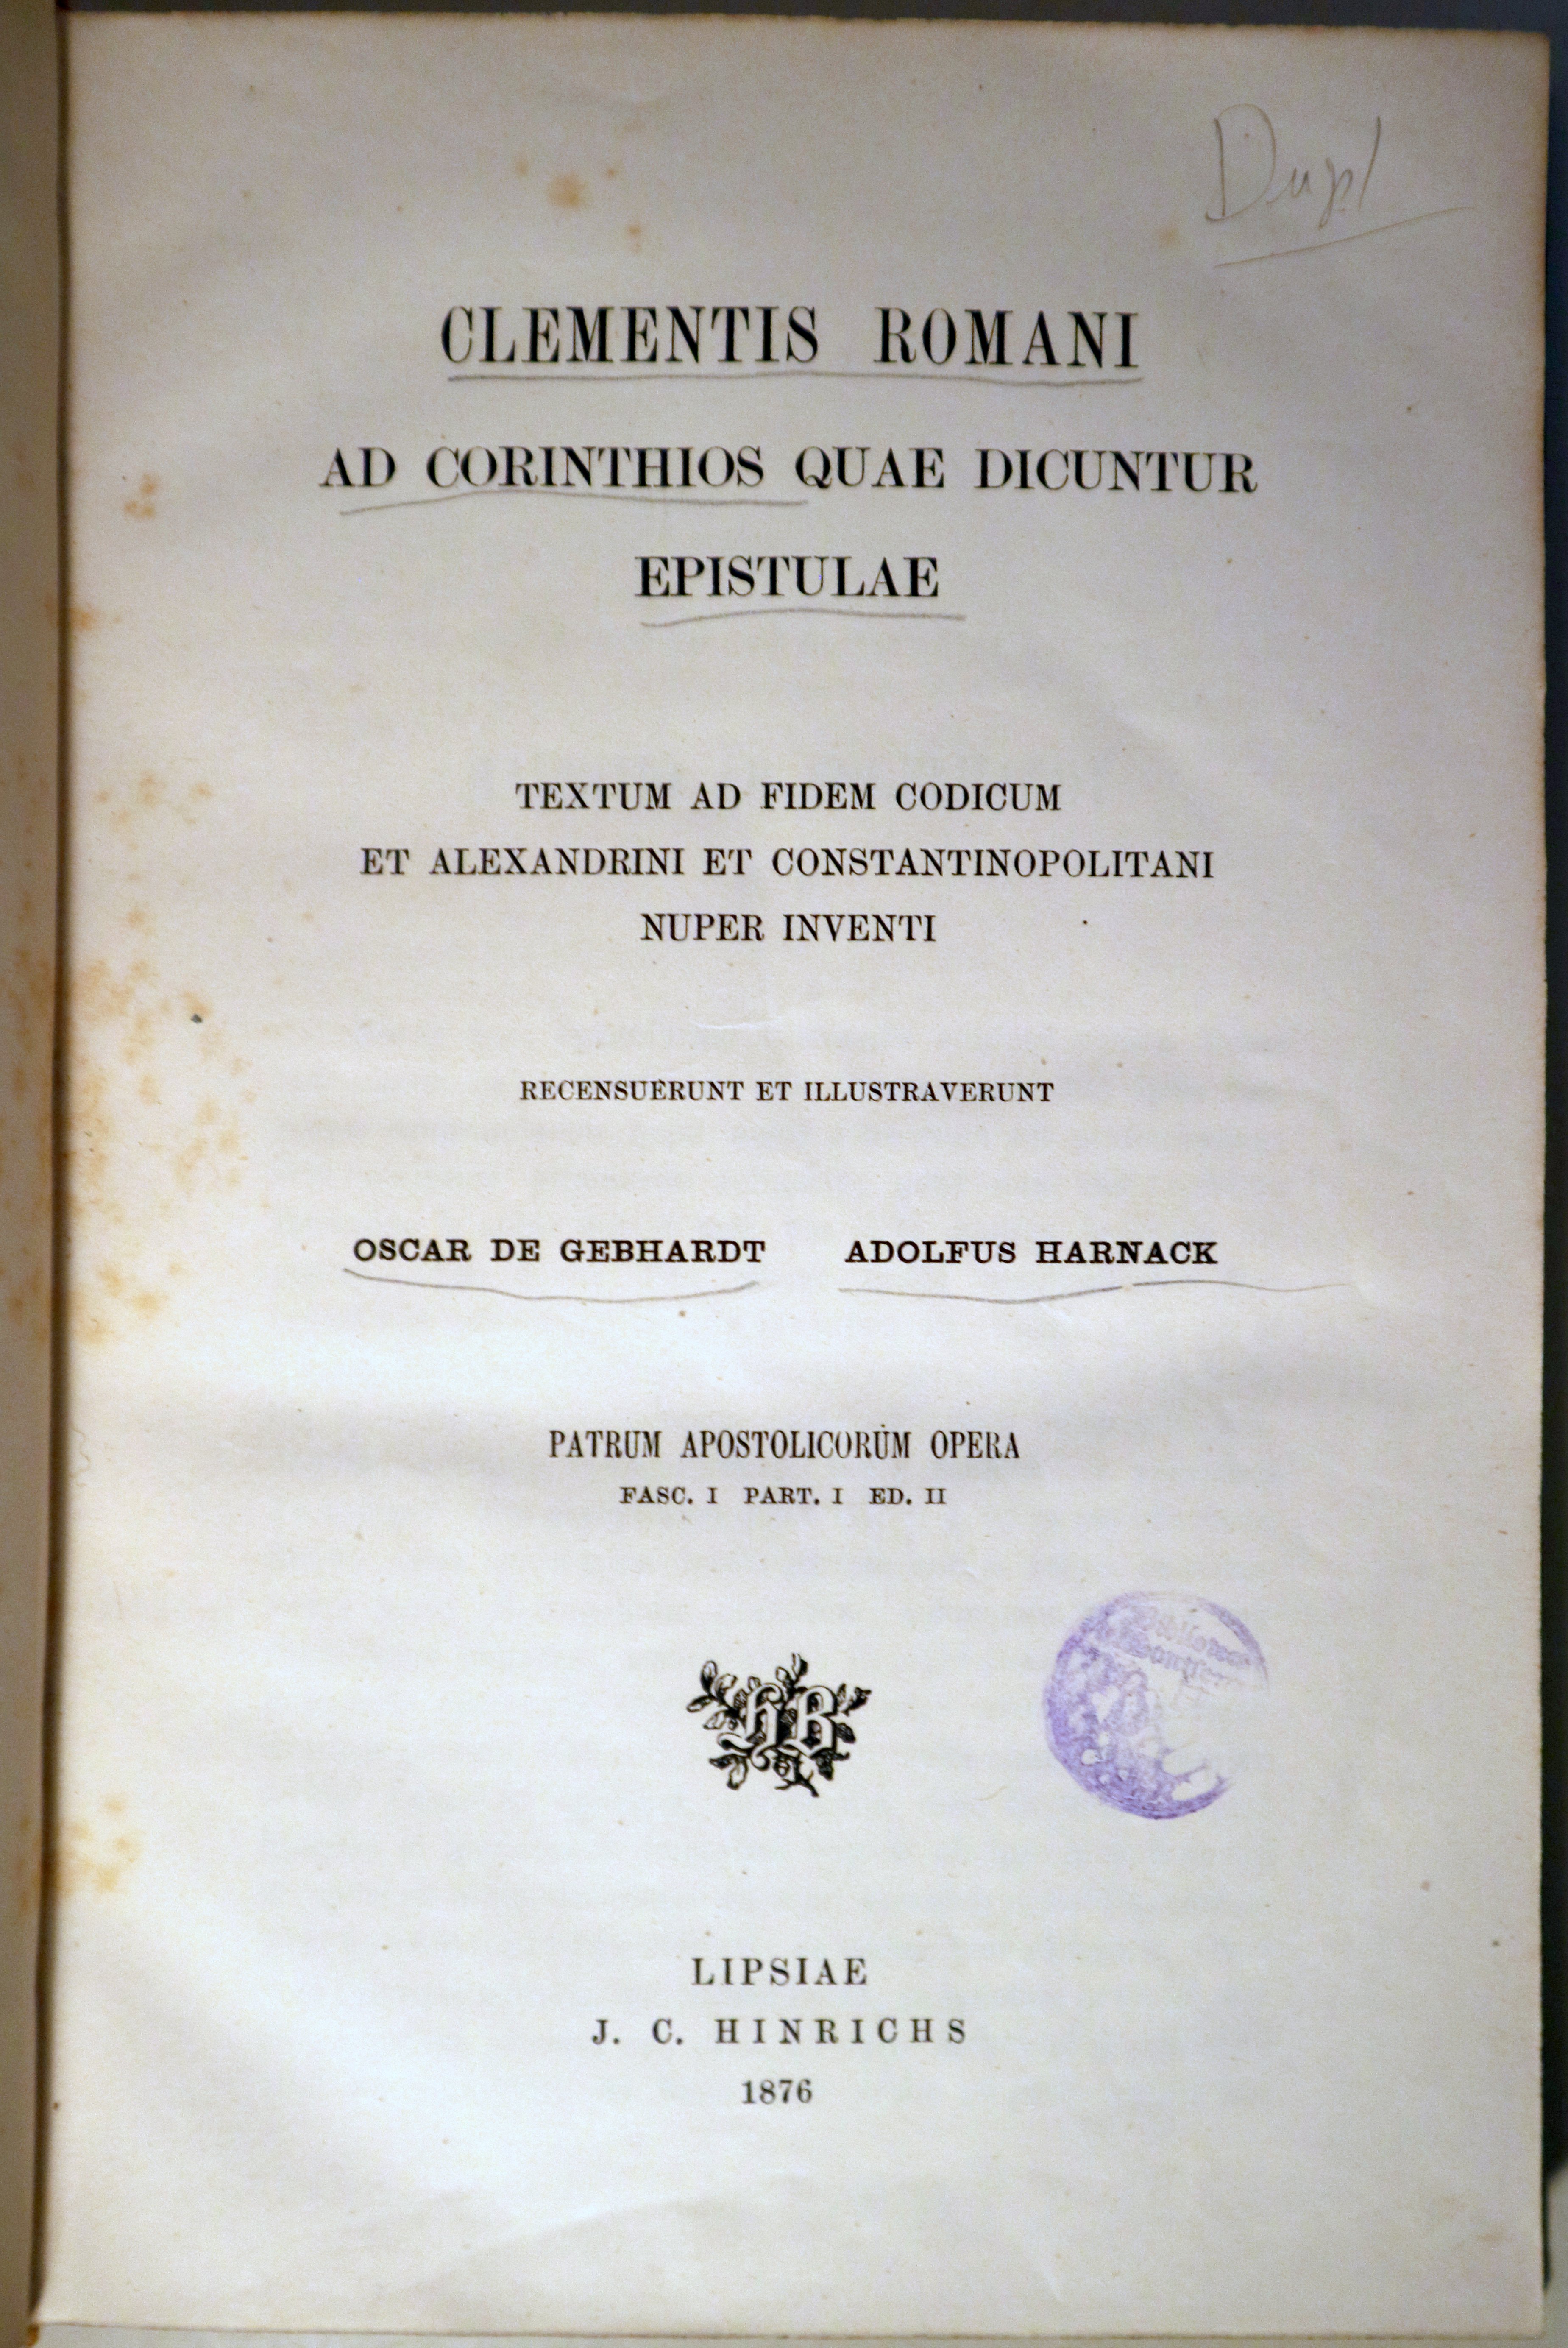 Dupl
CLEMENTIS ROMANI
AD CORINTHIOS QUAE DICUNTUR
EPISTULAE
TEXTUM AD FIDEM CODICUM
ET ALEXANDRINI ET CONSTANTINOPOLITANI
NUPER INVENTI
RECENSUERUNT ET ILLUSTRAVERUNT
OSCAR DE GEBHARDT ADOLFUS HARNACK
PATRUM APOSTOLICORUM OPERA
FASC. I PART. I ED. II
LIPSIAE
J. C. HINRICHS
1876